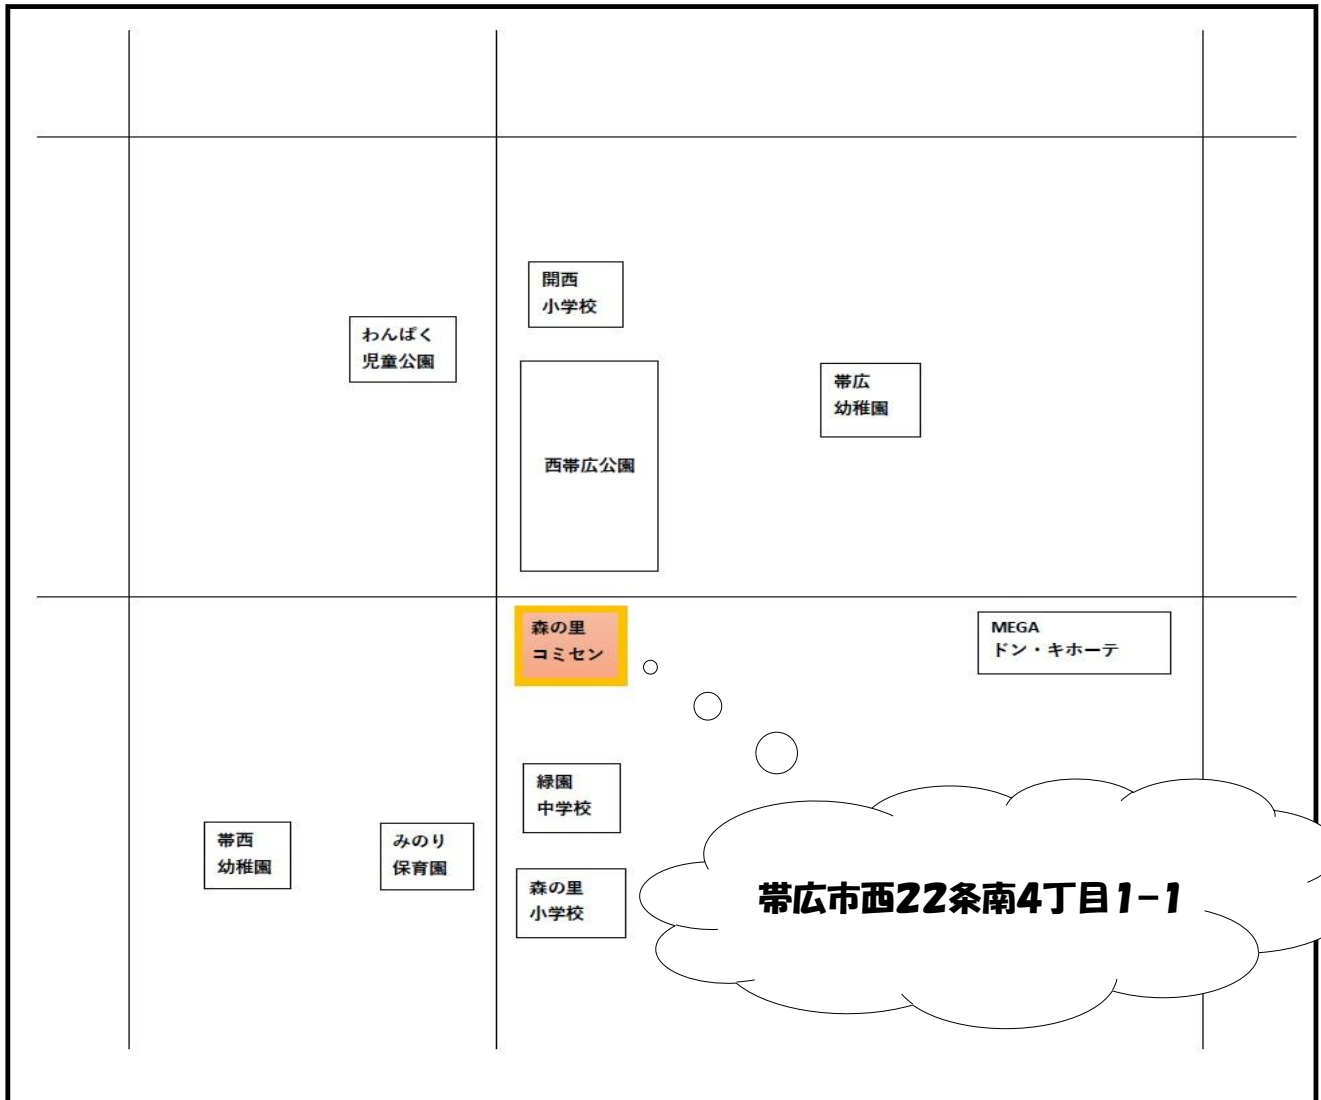 開西
小学校
わんぱく
児童公園
帯広
幼稚園
西帯広公園
森の里
コミセン
MEGA
ドン・キホーテ
緑園
中学校
帯西
幼稚園
みのり
保育園
森の里
小学校
帯広市西22条南4丁目1-1